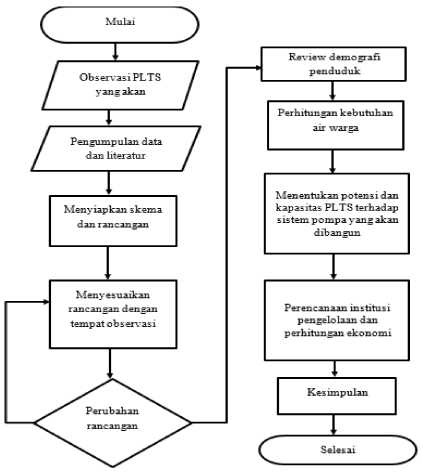 Mulai
Observasi PLTS
yang akan
Pengumpulan data
dan literatur
Menyiapkan skema
dan rancangan
Menyesuaikan
rancangan dengan
tempat observasi
Perubahan
rancangan
Review demografi
penduduk
Perhitungan kebutuhan
air warga
Menentukan potensi dan
kapasitas PLTS terhadap
sistem pompa yang akan
dibangun
Perencanaan institusi
pengelolaan dan
perhitungan ekonomi
Kesimpulan
Selesai